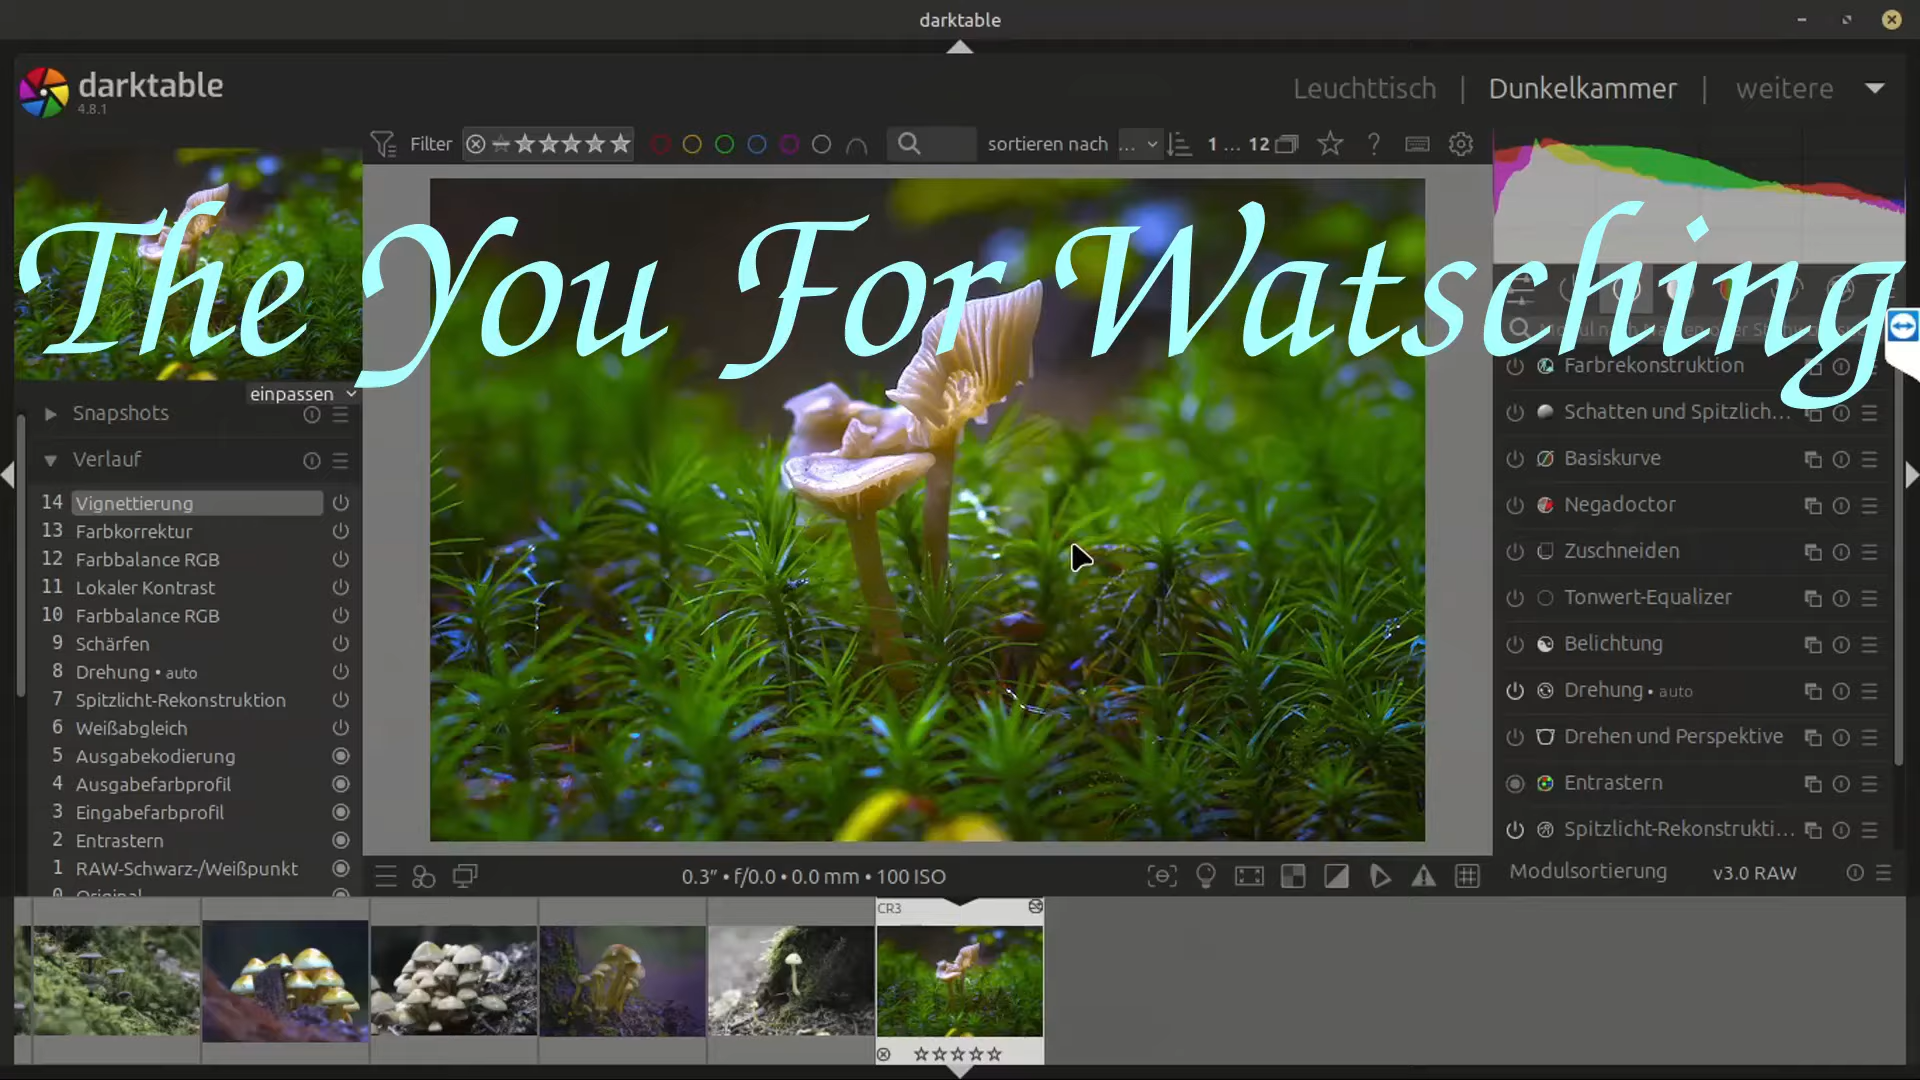 darktable
darktable
4.8.1
Leuchttisch | Dunkelkammer | weitere
Filter
sortieren nach ... 1 ... 12
The You For Watsching
einpassen
Snapshots
Verlauf
14 Vignettierung
13 Farbkorrektur
12 Farbbalance RGB
11 Lokaler Kontrast
10 Farbbalance RGB
9 Schärfen
8 Drehung • auto
7 Spitzlicht-Rekonstruktion
6 Weißabgleich
5 Ausgabekodierung
4 Ausgabefarbprofil
3 Eingabefarbprofil
2 Entrastern
1 RAW-Schwarz-/Weißpunkt
0 Original
Farbrekonstruktion
Schatten und Spitzlich...
Basiskurve
Negadoctor
Zuschneiden
Tonwert-Equalizer
Belichtung
Drehung • auto
Drehen und Perspektive
Entrastern
Spitzlicht-Rekonstrukti...
Modulsortierung v3.0 RAW
0.3″ • f/0.0 • 0.0 mm • 100 ISO
CR3